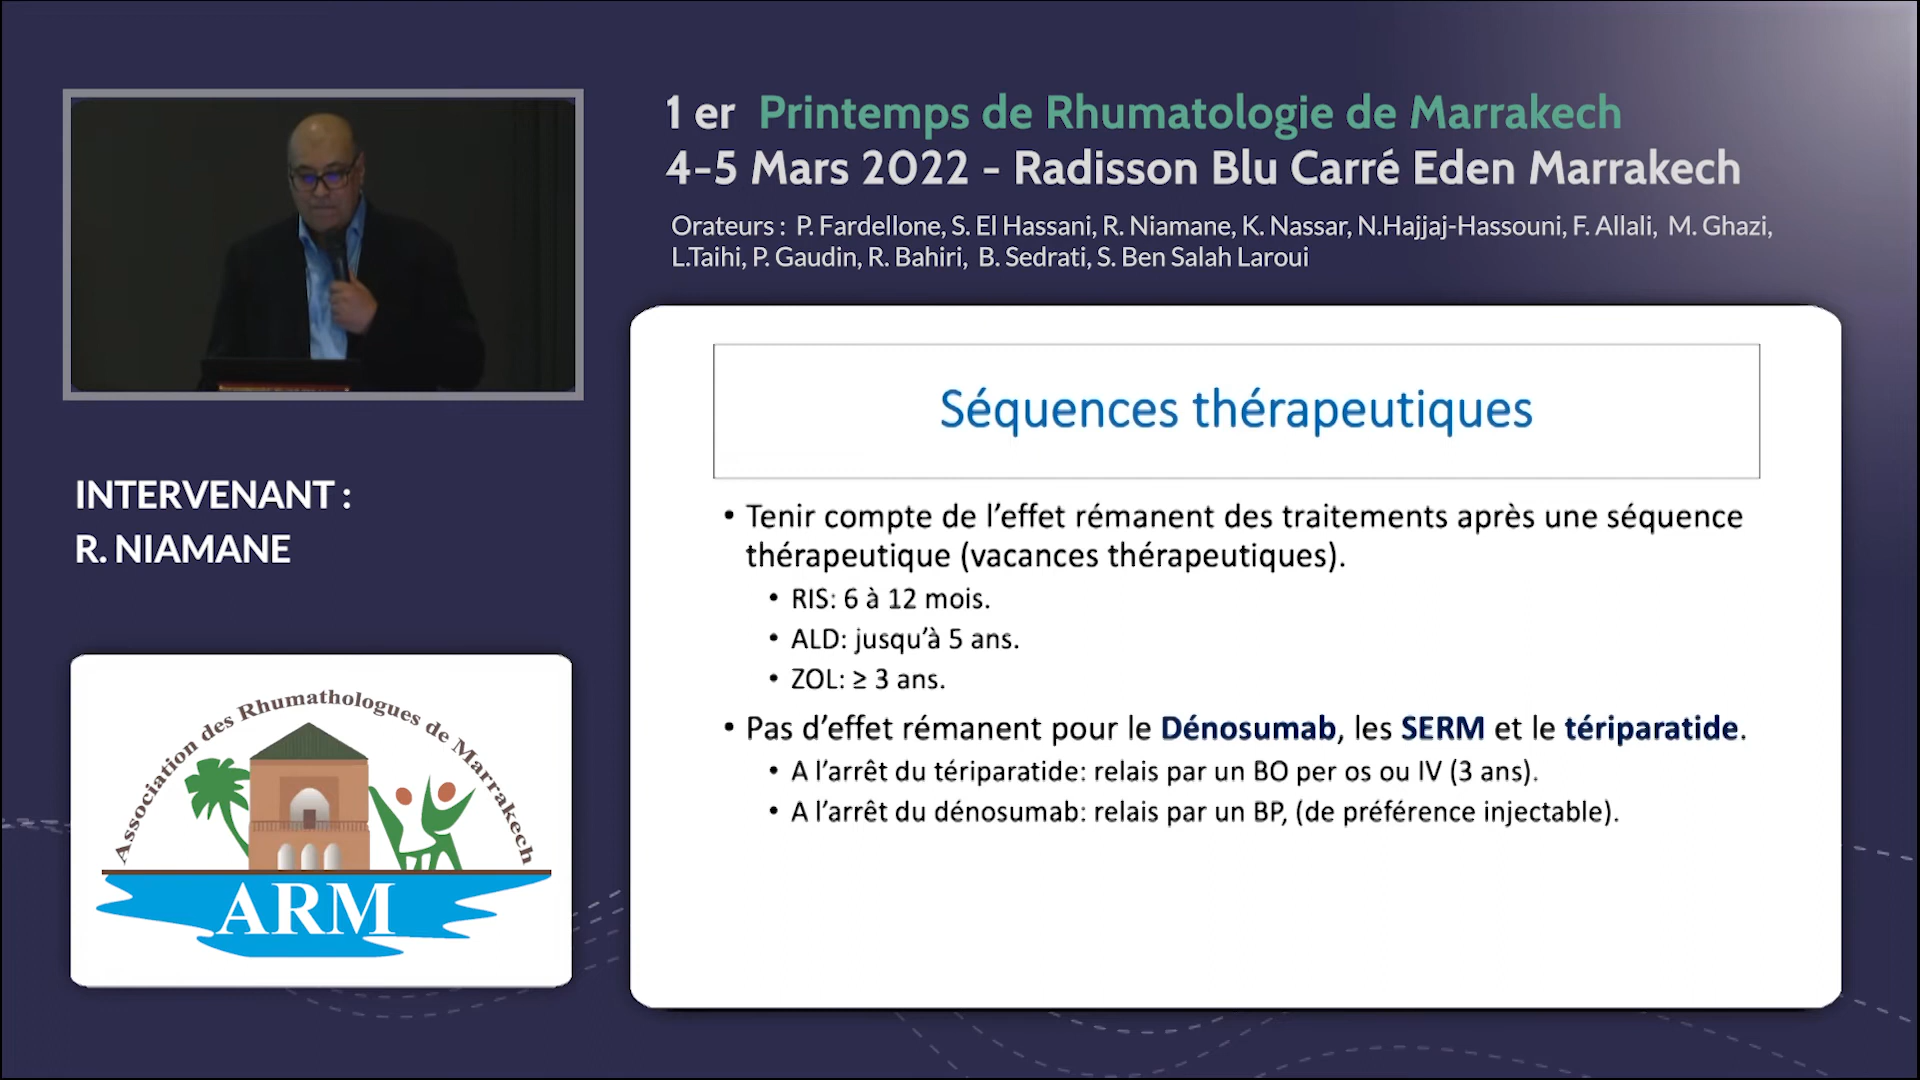 1 er Printemps de Rhumatologie de Marrakech
4-5 Mars 2022 - Radisson Blu Carré Eden Marrakech
Orateurs : P. Fardellone, S. El Hassani, R. Niamane, K. Nassar, N.Hajjaj-Hassouni, F. Allali, M. Ghazi,
L.Taihi, P. Gaudin, R. Bahiri, B. Sedrati, S. Ben Salah Laroui
INTERVENANT :
R. NIAMANE
Association des Rhumathologues de Marrakech
ARM
Séquences thérapeutiques
• Tenir compte de l’effet rémanent des traitements après une séquence
thérapeutique (vacances thérapeutiques).
• RIS: 6 à 12 mois.
• ALD: jusqu’à 5 ans.
• ZOL: ≥ 3 ans.
• Pas d’effet rémanent pour le Dénosumab, les SERM et le tériparatide.
• A l’arrêt du tériparatide: relais par un BO per os ou IV (3 ans).
• A l’arrêt du dénosumab: relais par un BP, (de préférence injectable).